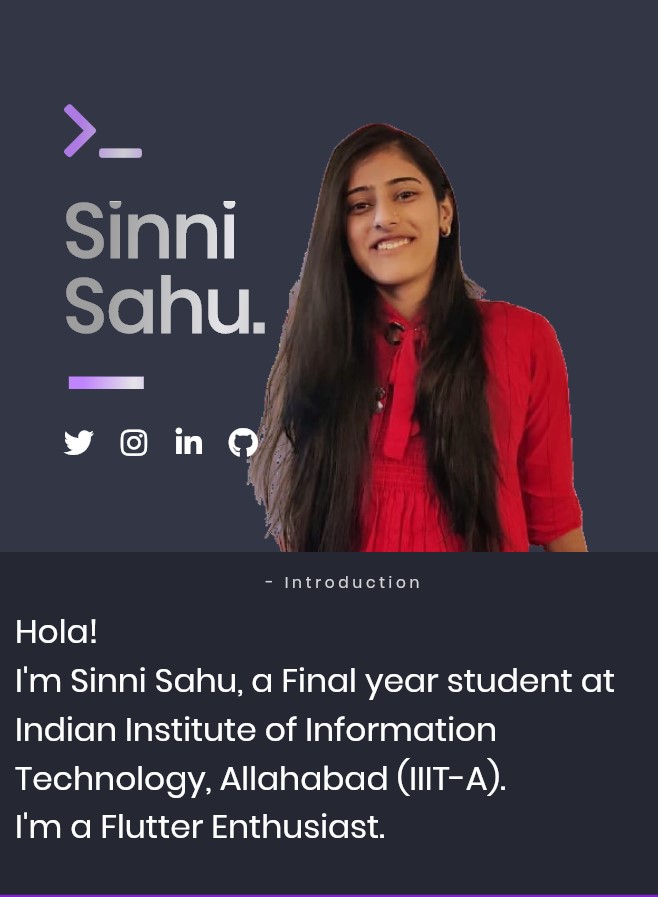 Sinni
Sahu.
- Introduction
Hola!
I'm Sinni Sahu, a Final year student at
Indian Institute of Information
Technology, Allahabad (IIIT-A).
I'm a Flutter Enthusiast.